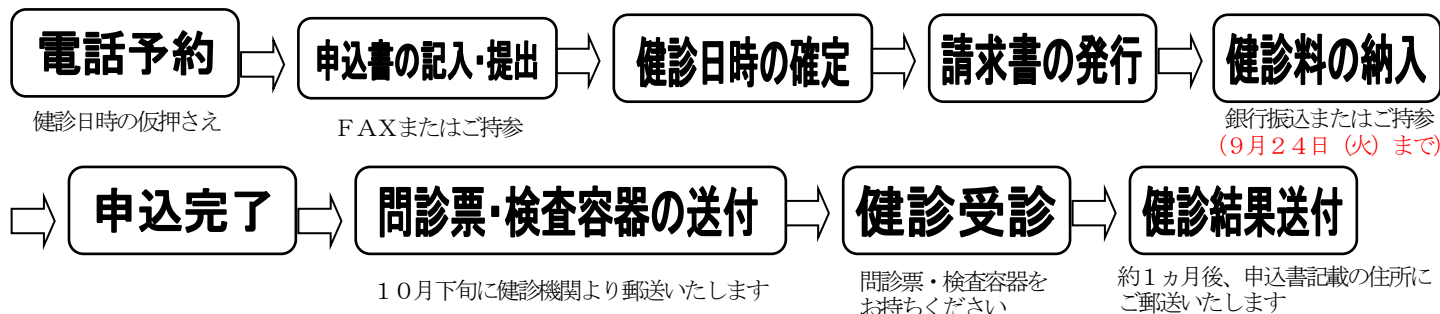 電話予約
申込書の記入・提出
健診日時の確定
請求書の発行
健診料の納入
健診日時の仮押さえ
ＦＡＸまたはご持参
銀行振込またはご持参
（９月２４日（火）まで）
申込完了
問診票・検査容器の送付
健診受診
健診結果送付
１０月下旬に健診機関より郵送いたします
問診票・検査容器を
お持ちください
約１ヵ月後、申込書記載の住所に
ご郵送いたします